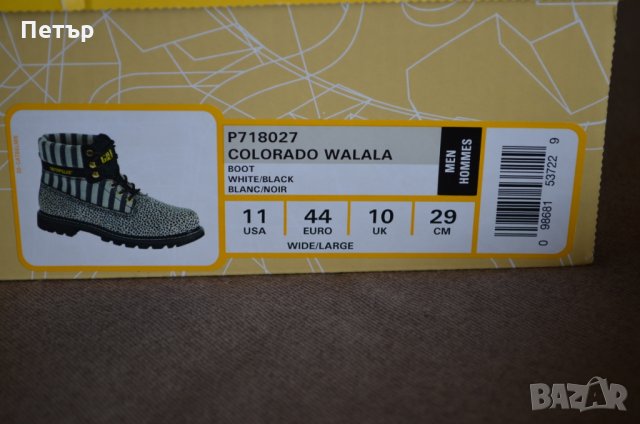 Петър
P718027
COLORADO WALALA
BOOT
WHITE/BLACK
BLANC/NOIR
MEN
HOMMES
11 44 10 29
USA EURO UK CM
WIDE/LARGE
0 98681 53722 9
BAZAR